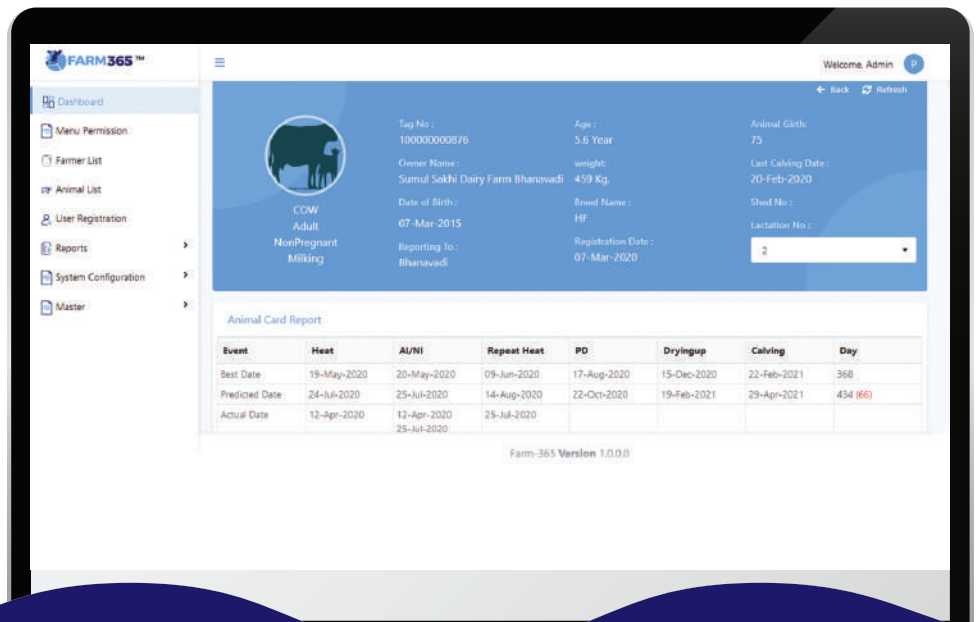 FARM365 ™
Welcome, Admin P
Dashboard
Menu Permission
Farmer List
Animal List
User Registration
Reports
System Configuration
Master
Back Refresh
COW
Adult
NonPregnant
Milking
Tag No :
100000000876
Owner Name :
Sumul Sakhi Dairy Farm Bhanavadi
Date of Birth :
07-Mar-2015
Reporting To :
Bhanavadi
Age :
5.6 Year
weight:
459 Kg.
Breed Name :
HF
Registration Date :
07-Mar-2020
Animal Girth:
75
Last Calving Date :
20-Feb-2020
Shed No :
Lactation No :
2
Animal Card Report
Event Heat AI/NI Repeat Heat PD Dryingup Calving Day
Best Date 19-May-2020 20-May-2020 09-Jun-2020 17-Aug-2020 15-Dec-2020 22-Feb-2021 368
Predicted Date 24-Jul-2020 25-Jul-2020 14-Aug-2020 22-Oct-2020 19-Feb-2021 29-Apr-2021 434 (66)
Actual Date 12-Apr-2020 12-Apr-2020 25-Jul-2020
25-Jul-2020
Farm-365 Version 1.0.0.0